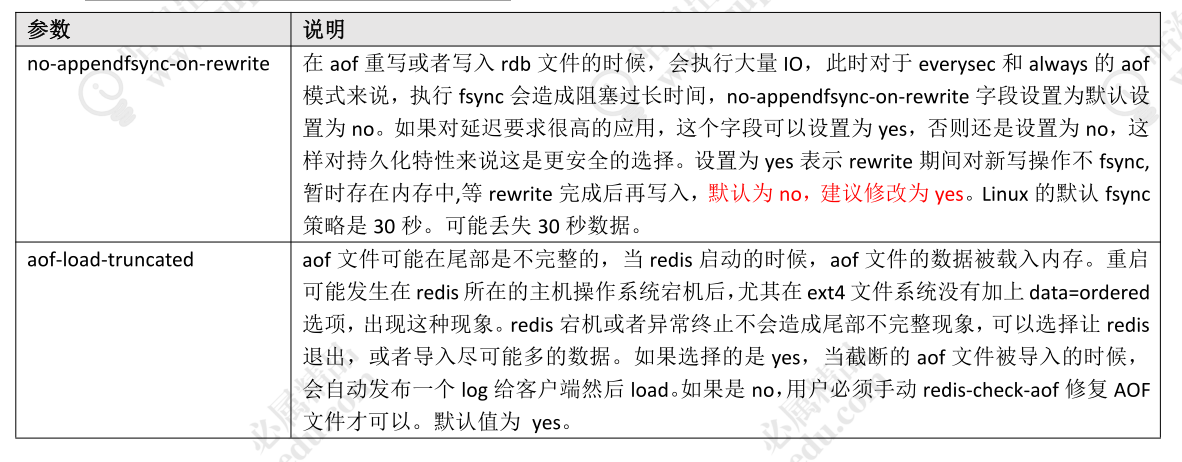 参数 说明
no-appendfsync-on-rewrite 在 aof 重写或者写入 rdb 文件的时候，会执行大量 IO，此时对于 everysec 和 always 的 aof
模式来说，执行 fsync 会造成阻塞过长时间，no-appendfsync-on-rewrite 字段设置为默认设
置为 no。如果对延迟要求很高的应用，这个字段可以设置为 yes，否则还是设置为 no，这
样对持久化特性来说这是更安全的选择。设置为 yes 表示 rewrite 期间对新写操作不 fsync,
暂时存在内存中,等 rewrite 完成后再写入，默认为 no，建议修改为 yes。Linux 的默认 fsync
策略是 30 秒。可能丢失 30 秒数据。
aof-load-truncated aof 文件可能在尾部是不完整的，当 redis 启动的时候，aof 文件的数据被载入内存。重启
可能发生在 redis 所在的主机操作系统宕机后，尤其在 ext4 文件系统没有加上 data=ordered
选项，出现这种现象。redis 宕机或者异常终止不会造成尾部不完整现象，可以选择让 redis
退出，或者导入尽可能多的数据。如果选择的是 yes，当截断的 aof 文件被导入的时候，
会自动发布一个 log 给客户端然后 load。如果是 no，用户必须手动 redis-check-aof 修复 AOF
文件才可以。默认值为 yes。
必属精品
edu.com
必属精品
edu.com